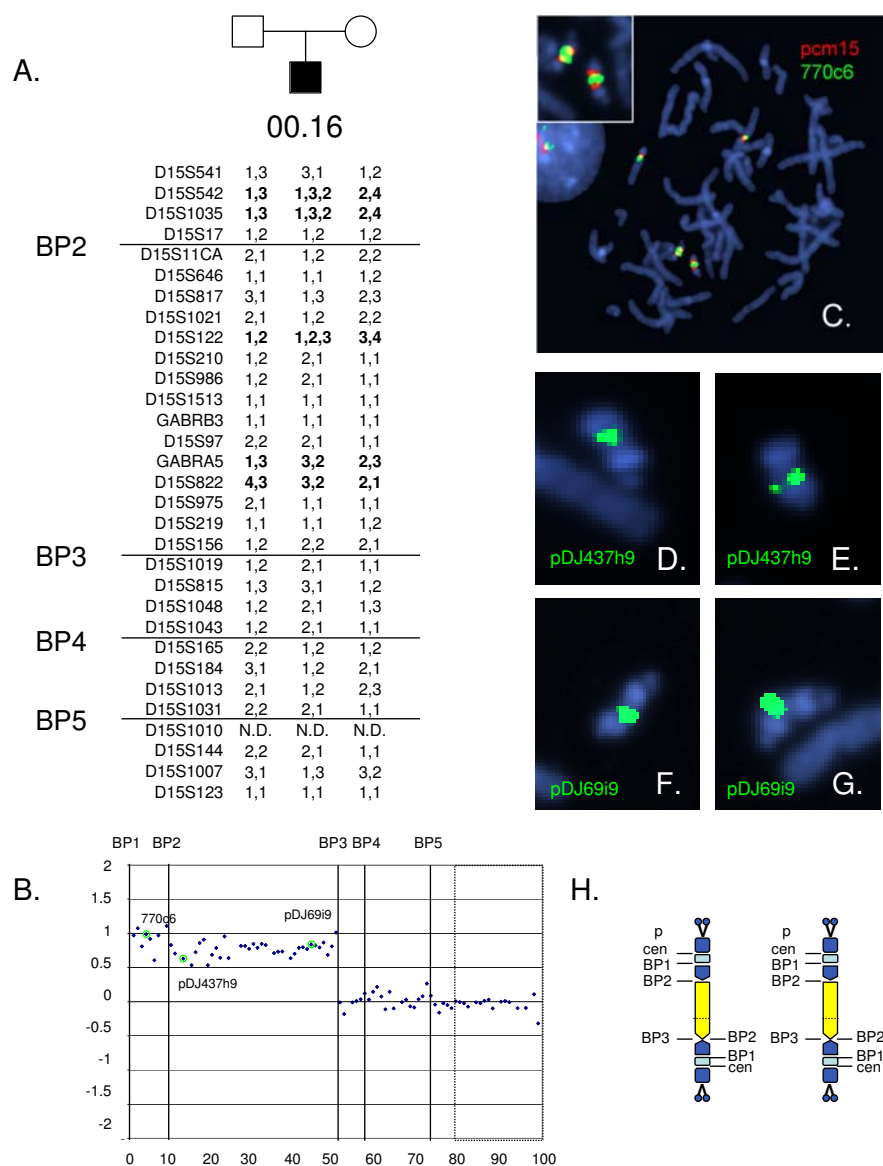 A.
00.16
D15S541 1,3 3,1 1,2
D15S542 1,3 1,3,2 2,4
D15S1035 1,3 1,3,2 2,4
D15S17 1,2 1,2 1,2
BP2
D15S11CA 2,1 1,2 2,2
D15S646 1,1 1,1 1,2
D15S817 3,1 1,3 2,3
D15S1021 2,1 1,2 2,2
D15S122 1,2 1,2,3 3,4
D15S210 1,2 2,1 1,1
D15S986 1,2 2,1 1,1
D15S1513 1,1 1,1 1,1
GABRB3 1,1 1,1 1,1
D15S97 2,2 2,1 1,1
GABRA5 1,3 3,2 2,3
D15S822 4,3 3,2 2,1
D15S975 2,1 1,1 1,1
D15S219 1,1 1,1 1,2
D15S156 1,2 2,2 2,1
BP3
D15S1019 1,2 2,1 1,1
D15S815 1,3 3,1 1,2
D15S1048 1,2 2,1 1,3
D15S1043 1,2 2,1 1,1
BP4
D15S165 2,2 1,2 1,2
D15S184 3,1 1,2 2,1
D15S1013 2,1 1,2 2,3
D15S1031 2,2 2,1 1,1
BP5
D15S1010 N.D. N.D. N.D.
D15S144 2,2 2,1 1,1
D15S1007 3,1 1,3 3,2
D15S123 1,1 1,1 1,1
pcm15
770c6
C.
pDJ437h9 D.
pDJ437h9 E.
pDJ69i9 F.
pDJ69i9 G.
B.
BP1 BP2 BP3 BP4 BP5
2
1.5
1
0.5
0
-0.5
-1
-1.5
-2
-
770c6
pDJ437h9
pDJ69i9
0 10 20 30 40 50 60 70 80 90 100
H.
p
cen
BP1
BP2
BP3 BP2
BP1
cen
p
cen
BP1
BP2
BP3 BP2
BP1
cen